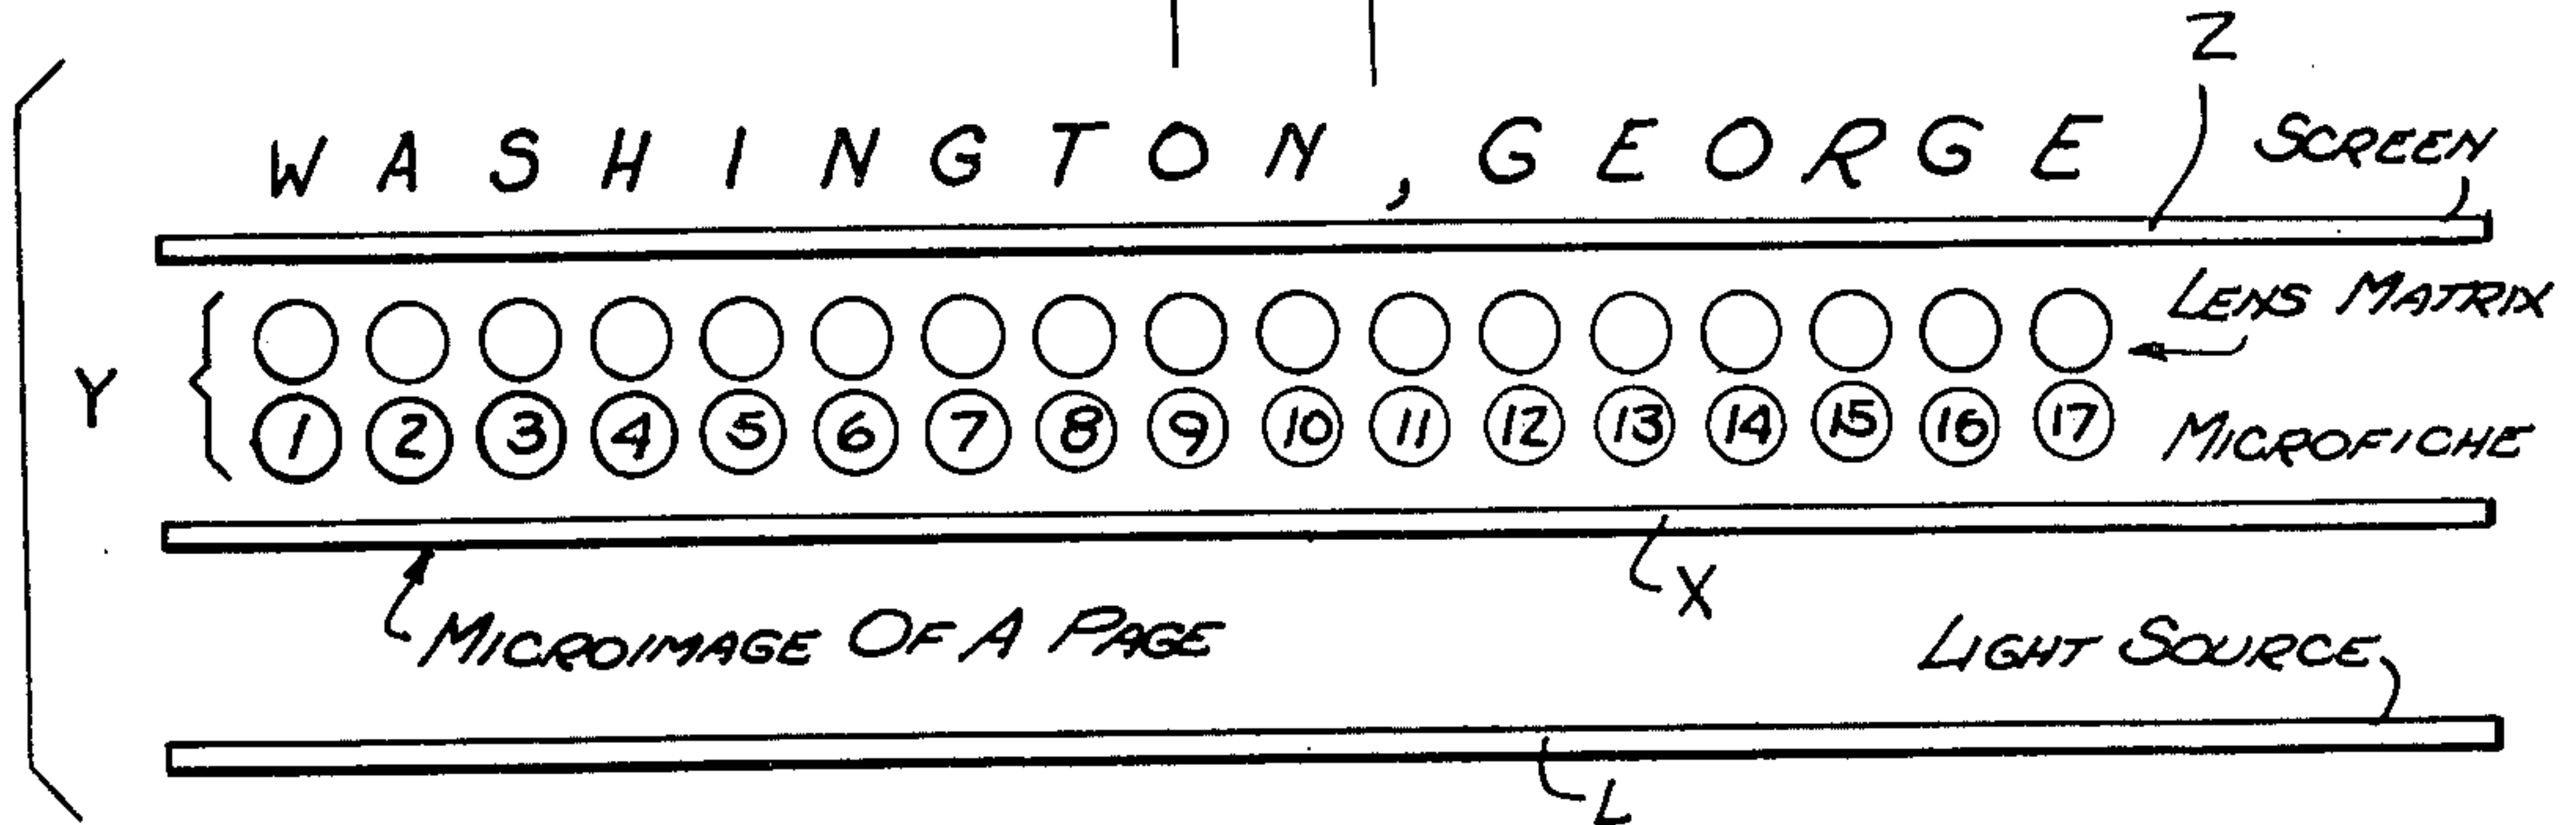 Z
WASHINGTON, GEORGE
SCREEN
LENS MATRIX
Y
1 2 3 4 5 6 7 8 9 10 11 12 13 14 15 16 17
MICROFICHE
X
MICROIMAGE OF A PAGE
LIGHT SOURCE
L